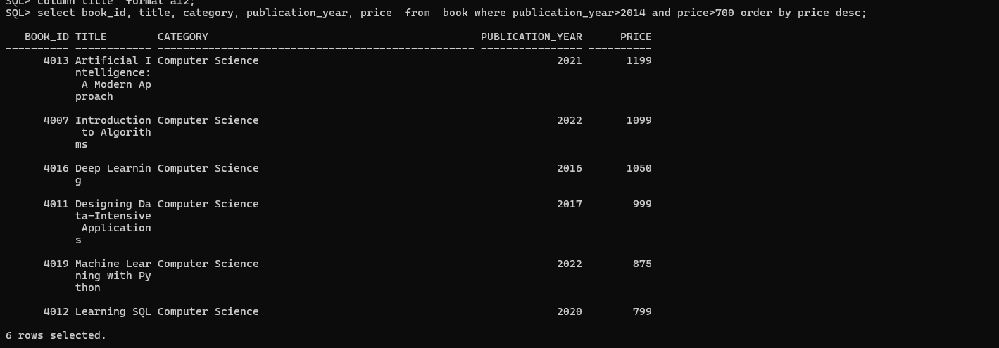 SQL> column title  format a12;
SQL> select book_id, title, category, publication_year, price  from  book where publication_year>2014 and price>700 order by price desc;
   BOOK_ID TITLE        CATEGORY                                           PUBLICATION_YEAR      PRICE
---------- ------------ -------------------------------------------------- ---------------- ----------
      4013 Artificial I Computer Science                                               2021       1199
           ntelligence:
            A Modern Ap
           proach
      4007 Introduction Computer Science                                               2022       1099
            to Algorith
           ms
      4016 Deep Learnin Computer Science                                               2016       1050
           g
      4011 Designing Da Computer Science                                               2017        999
           ta-Intensive
            Application
           s
      4019 Machine Lear Computer Science                                               2022        875
           ning with Py
           thon
      4012 Learning SQL Computer Science                                               2020        799
6 rows selected.